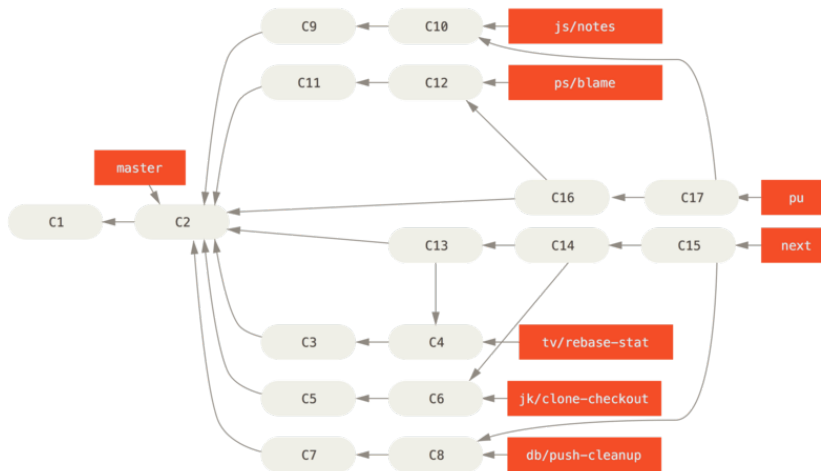 C9
C10
js/notes
C11
C12
ps/blame
master
C16
C17
pu
C1
C2
C13
C14
C15
next
C3
C4
tv/rebase-stat
C5
C6
jk/clone-checkout
C7
C8
db/push-cleanup